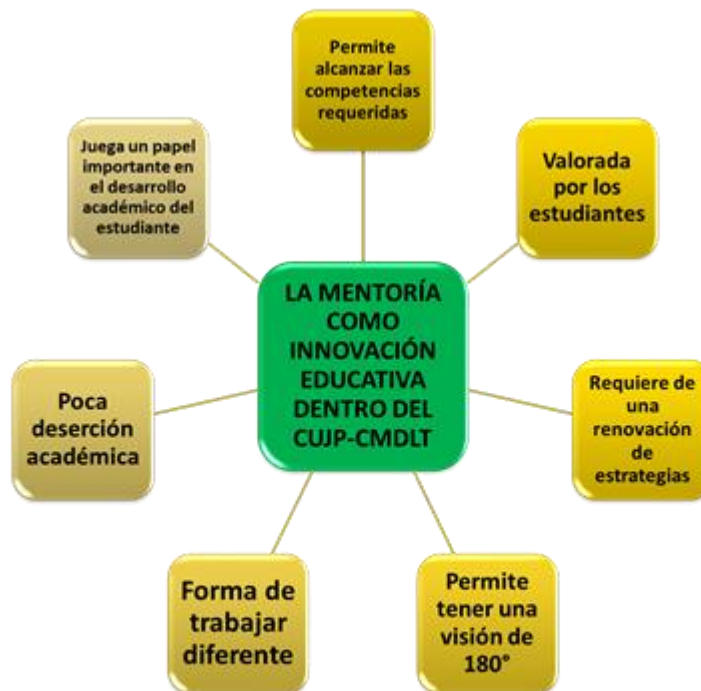 Permite
alcanzar las
competencias
requeridas
Juega un papel
importante en
el desarrollo
académico del
estudiante
Valorada
por los
estudiantes
LA MENTORÍA
COMO
INNOVACIÓN
EDUCATIVA
DENTRO DEL
CUJP-CMDLT
Poca
deserción
académica
Requiere de
una
renovación
de
estrategias
Forma de
trabajar
diferente
Permite
tener una
visión de
180°